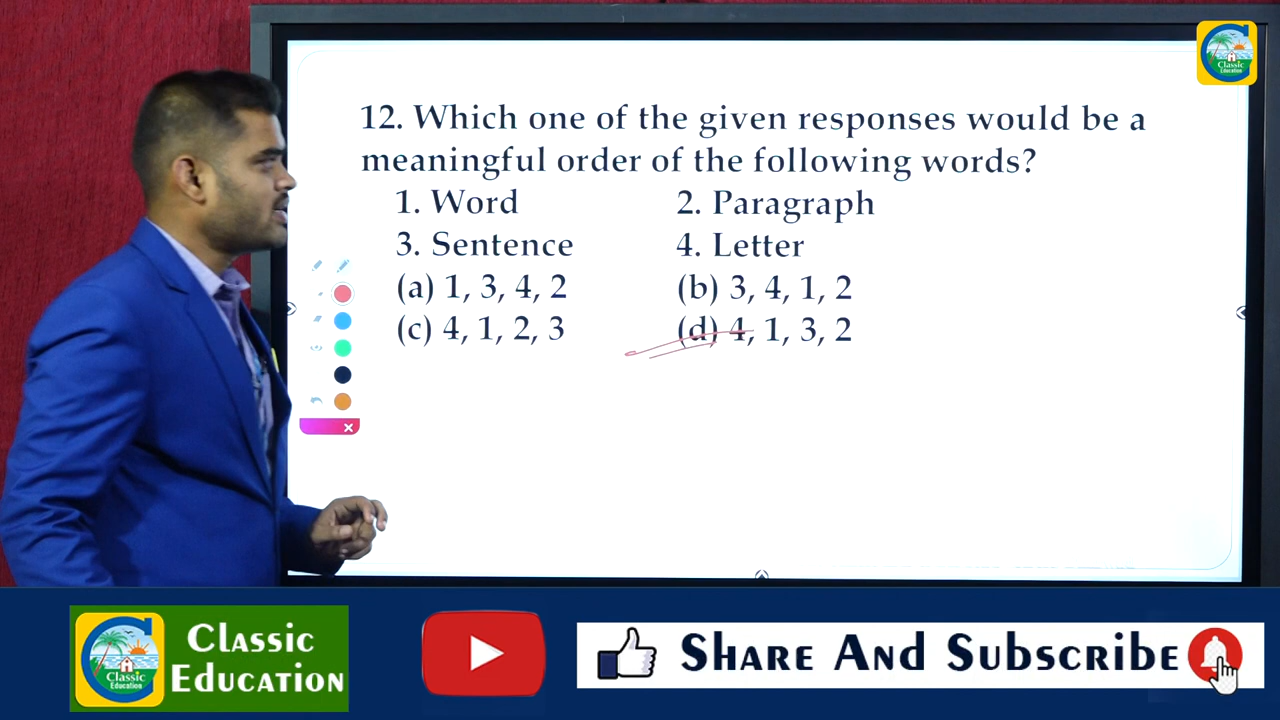 Classic
Education
12. Which one of the given responses would be a
meaningful order of the following words?
1. Word 2. Paragraph
3. Sentence 4. Letter
(a) 1, 3, 4, 2 (b) 3, 4, 1, 2
(c) 4, 1, 2, 3 (d) 4, 1, 3, 2
Classic
Education
Classic
Education
Share And Subscribe